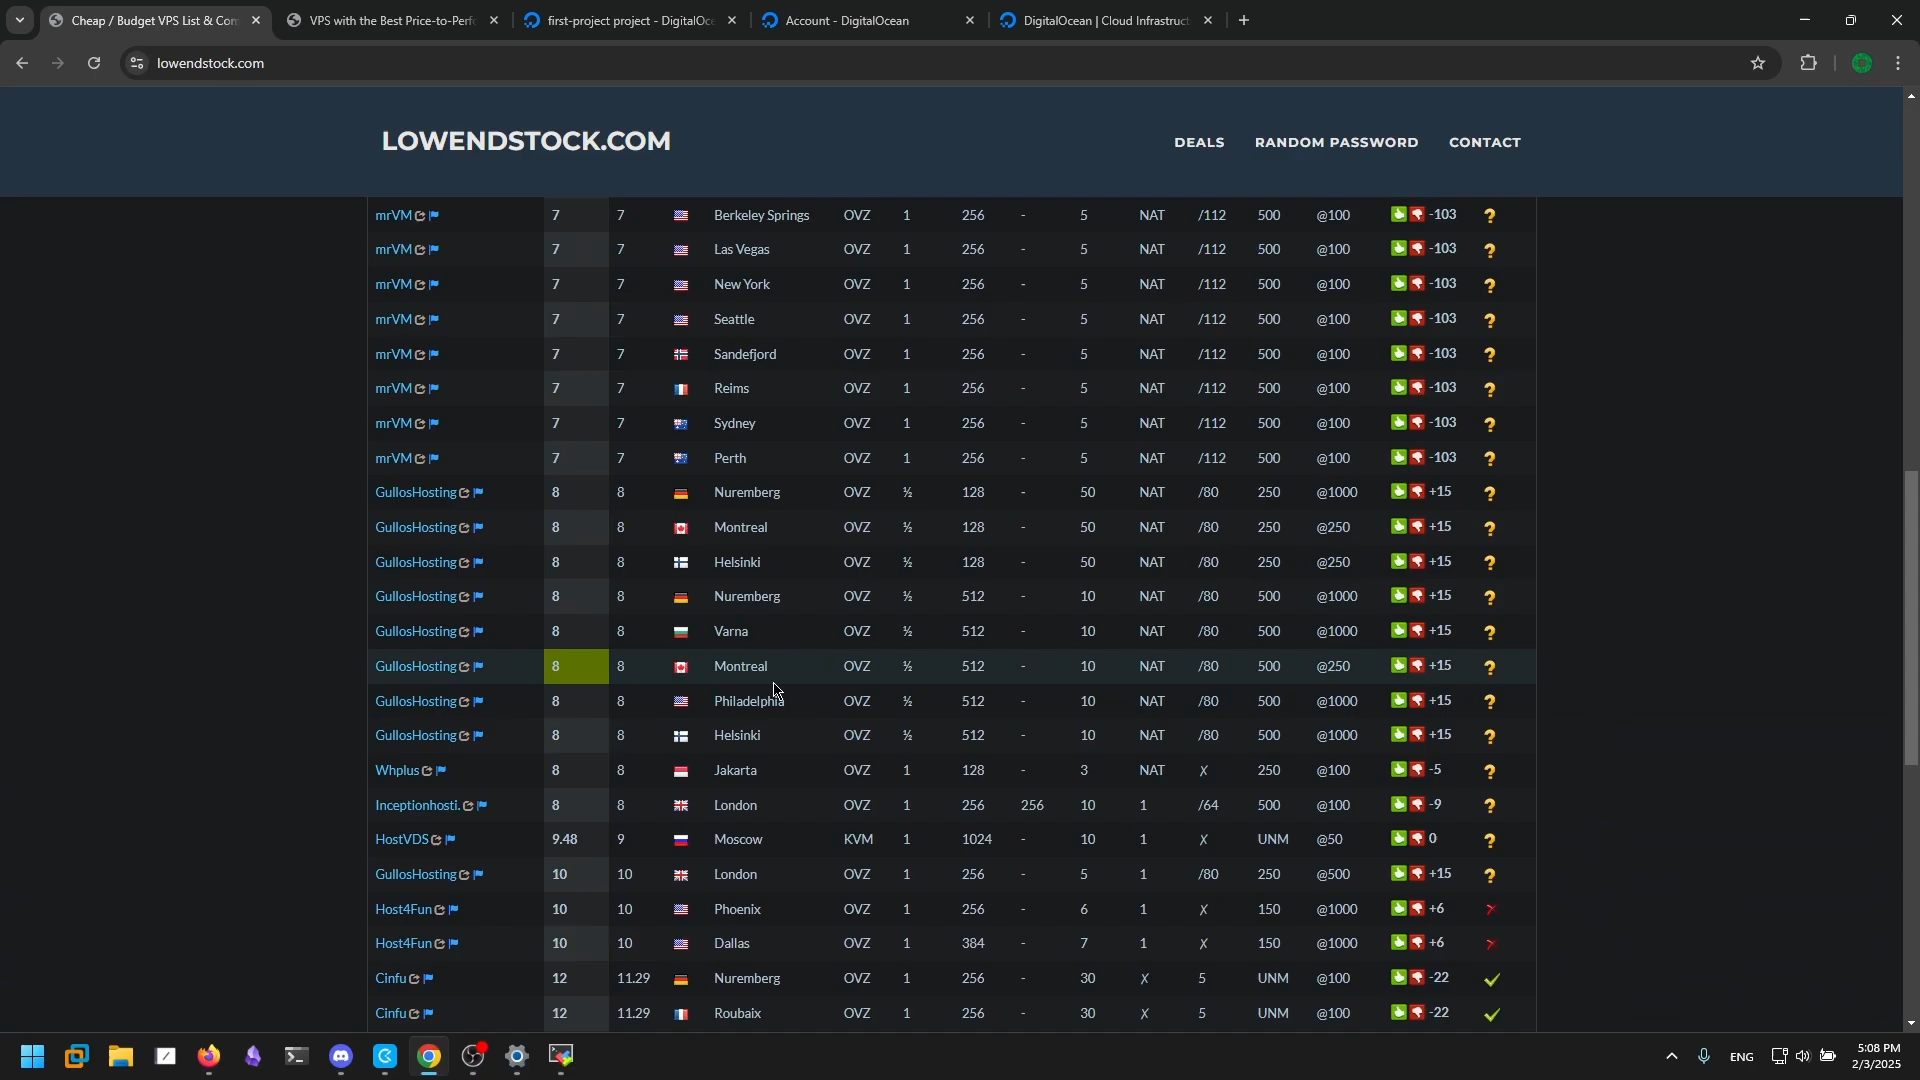 Cheap / Budget VPS List & Com
VPS with the Best Price-to-Perfo
first-project project - DigitalOce
Account - DigitalOcean
DigitalOcean | Cloud Infrastruct
lowendstock.com
LOWENDSTOCK.COM
DEALS RANDOM PASSWORD CONTACT
mrVM 7 7 Berkeley Springs OVZ 1 256 - 5 NAT /112 500 @100 -103 ?
mrVM 7 7 Las Vegas OVZ 1 256 - 5 NAT /112 500 @100 -103 ?
mrVM 7 7 New York OVZ 1 256 - 5 NAT /112 500 @100 -103 ?
mrVM 7 7 Seattle OVZ 1 256 - 5 NAT /112 500 @100 -103 ?
mrVM 7 7 Sandefjord OVZ 1 256 - 5 NAT /112 500 @100 -103 ?
mrVM 7 7 Reims OVZ 1 256 - 5 NAT /112 500 @100 -103 ?
mrVM 7 7 Sydney OVZ 1 256 - 5 NAT /112 500 @100 -103 ?
mrVM 7 7 Perth OVZ 1 256 - 5 NAT /112 500 @100 -103 ?
GullosHosting 8 8 Nuremberg OVZ ½ 128 - 50 NAT /80 250 @1000 +15 ?
GullosHosting 8 8 Montreal OVZ ½ 128 - 50 NAT /80 250 @250 +15 ?
GullosHosting 8 8 Helsinki OVZ ½ 128 - 50 NAT /80 250 @250 +15 ?
GullosHosting 8 8 Nuremberg OVZ ½ 512 - 10 NAT /80 500 @1000 +15 ?
GullosHosting 8 8 Varna OVZ ½ 512 - 10 NAT /80 500 @1000 +15 ?
GullosHosting 8 8 Montreal OVZ ½ 512 - 10 NAT /80 500 @250 +15 ?
GullosHosting 8 8 Philadelphia OVZ ½ 512 - 10 NAT /80 500 @1000 +15 ?
GullosHosting 8 8 Helsinki OVZ ½ 512 - 10 NAT /80 500 @1000 +15 ?
Whplus 8 8 Jakarta OVZ 1 128 - 3 NAT X 250 @100 -5 ?
Inceptionhosti. 8 8 London OVZ 1 256 256 10 1 /64 500 @100 -9 ?
HostVDS 9.48 9 Moscow KVM 1 1024 - 10 1 X UNM @50 0 ?
GullosHosting 10 10 London OVZ 1 256 - 5 1 /80 250 @500 +15 ?
Host4Fun 10 10 Phoenix OVZ 1 256 - 6 1 X 150 @1000 +6
Host4Fun 10 10 Dallas OVZ 1 384 - 7 1 X 150 @1000 +6
Cinfu 12 11.29 Nuremberg OVZ 1 256 - 30 X 5 UNM @100 -22
Cinfu 12 11.29 Roubaix OVZ 1 256 - 30 X 5 UNM @100 -22
ENG
5:08 PM
2/3/2025